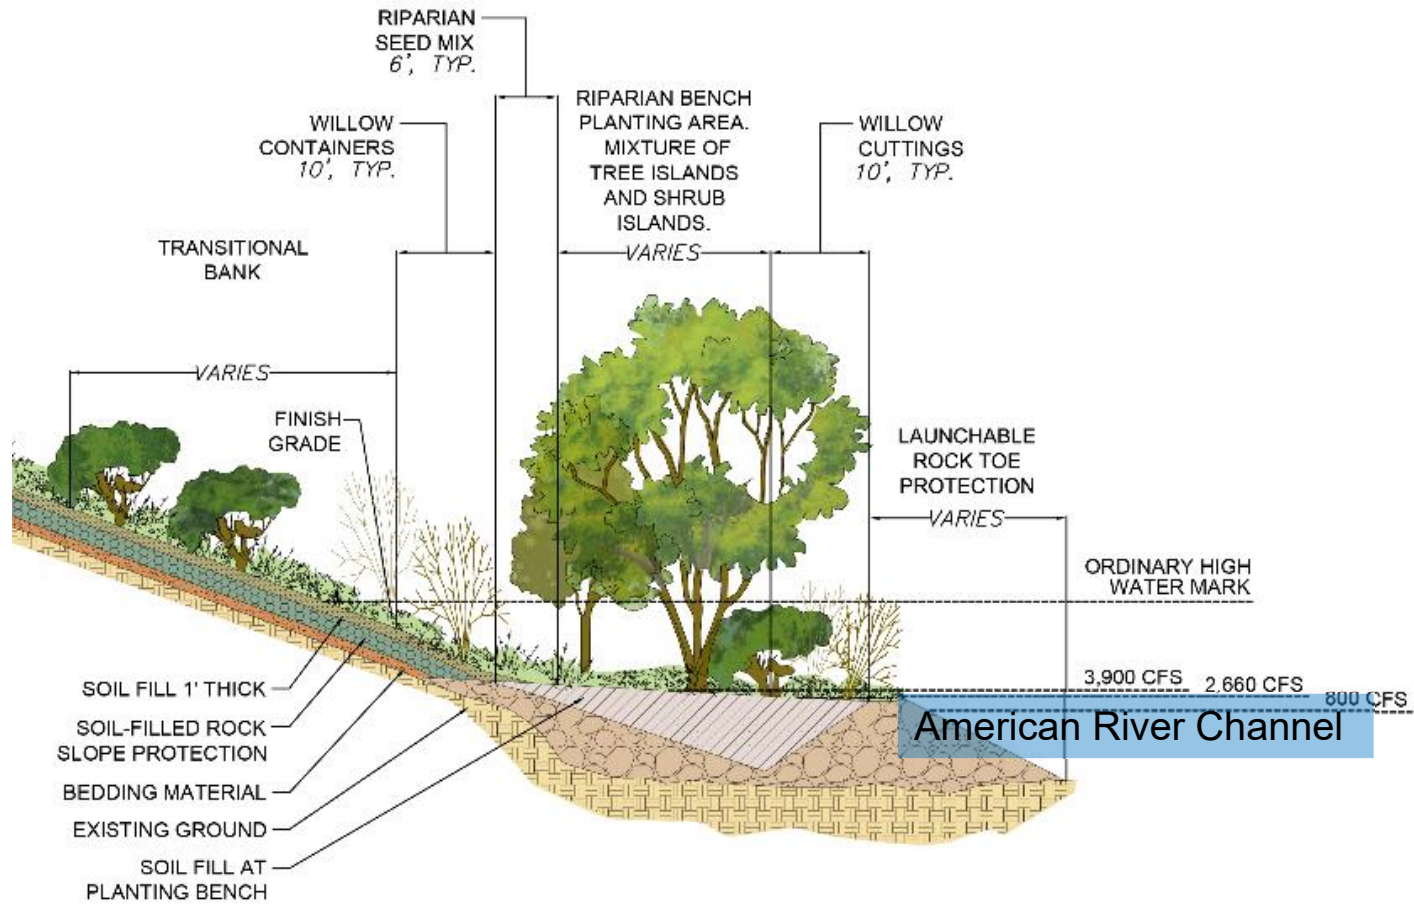 RIPARIAN
SEED MIX
6', TYP.
WILLOW
CONTAINERS
10', TYP.
RIPARIAN BENCH
PLANTING AREA.
MIXTURE OF
TREE ISLANDS
AND SHRUB
ISLANDS.
VARIES
WILLOW
CUTTINGS
10', TYP.
TRANSITIONAL
BANK
VARIES
FINISH
GRADE
LAUNCHABLE
ROCK TOE
PROTECTION
VARIES
ORDINARY HIGH
WATER MARK
3,900 CFS
2,660 CFS
800 CFS
American River Channel
SOIL FILL 1' THICK
SOIL-FILLED ROCK
SLOPE PROTECTION
BEDDING MATERIAL
EXISTING GROUND
SOIL FILL AT
PLANTING BENCH